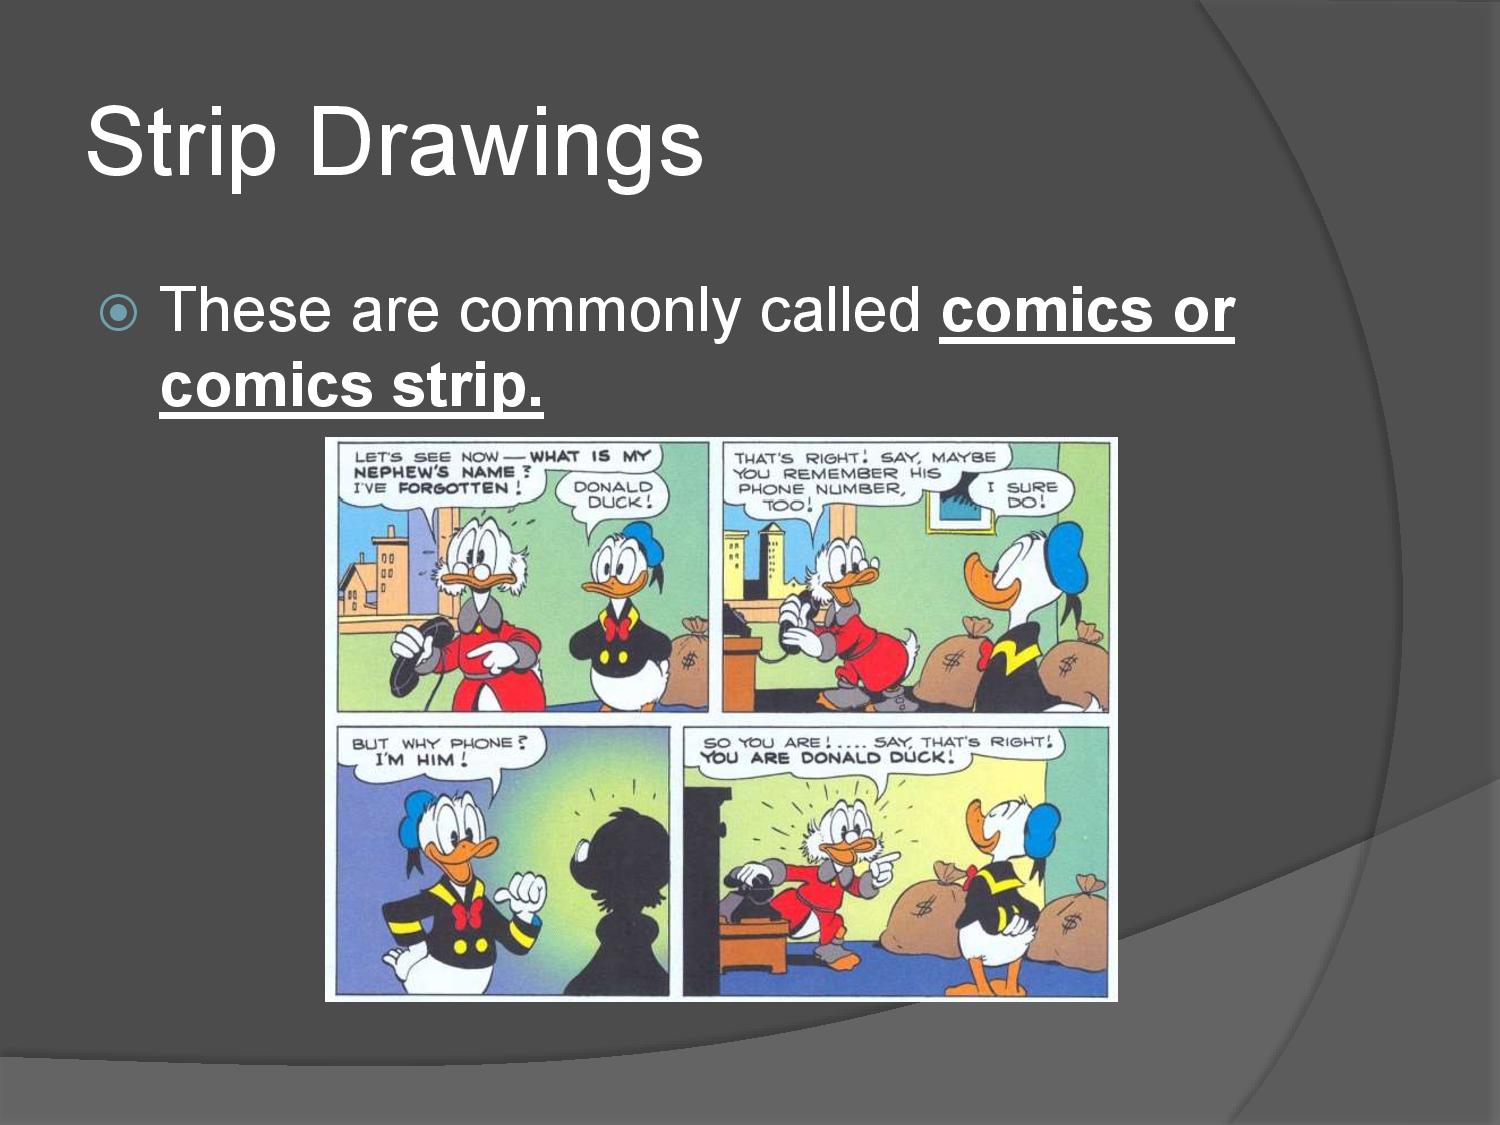 Strip Drawings
These are commonly called comics or
comics strip.
LET'S SEE NOW — WHAT IS MY
NEPHEW'S NAME?
I'VE FORGOTTEN!
DONALD
DUCK!
THAT'S RIGHT! SAY, MAYBE
YOU REMEMBER HIS
PHONE NUMBER,
TOO!
I SURE
DO!
$
$
$
BUT WHY PHONE?
I'M HIM!
SO YOU ARE!.... SAY, THAT'S RIGHT!
YOU ARE DONALD DUCK!
$
$